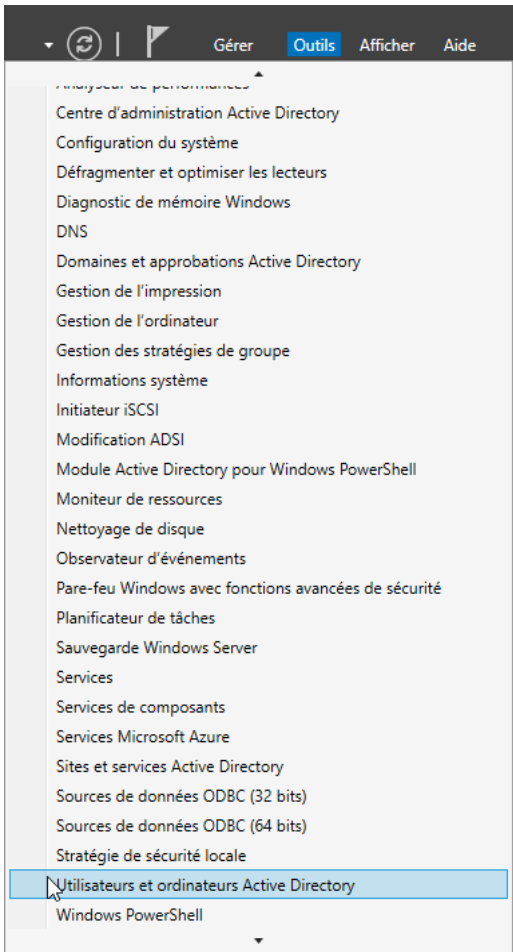 Gérer Outils Afficher Aide
Analyseur de performances
Centre d'administration Active Directory
Configuration du système
Défragmenter et optimiser les lecteurs
Diagnostic de mémoire Windows
DNS
Domaines et approbations Active Directory
Gestion de l'impression
Gestion de l'ordinateur
Gestion des stratégies de groupe
Informations système
Initiateur iSCSI
Modification ADSI
Module Active Directory pour Windows PowerShell
Moniteur de ressources
Nettoyage de disque
Observateur d'événements
Pare-feu Windows avec fonctions avancées de sécurité
Planificateur de tâches
Sauvegarde Windows Server
Services
Services de composants
Services Microsoft Azure
Sites et services Active Directory
Sources de données ODBC (32 bits)
Sources de données ODBC (64 bits)
Stratégie de sécurité locale
Utilisateurs et ordinateurs Active Directory
Windows PowerShell